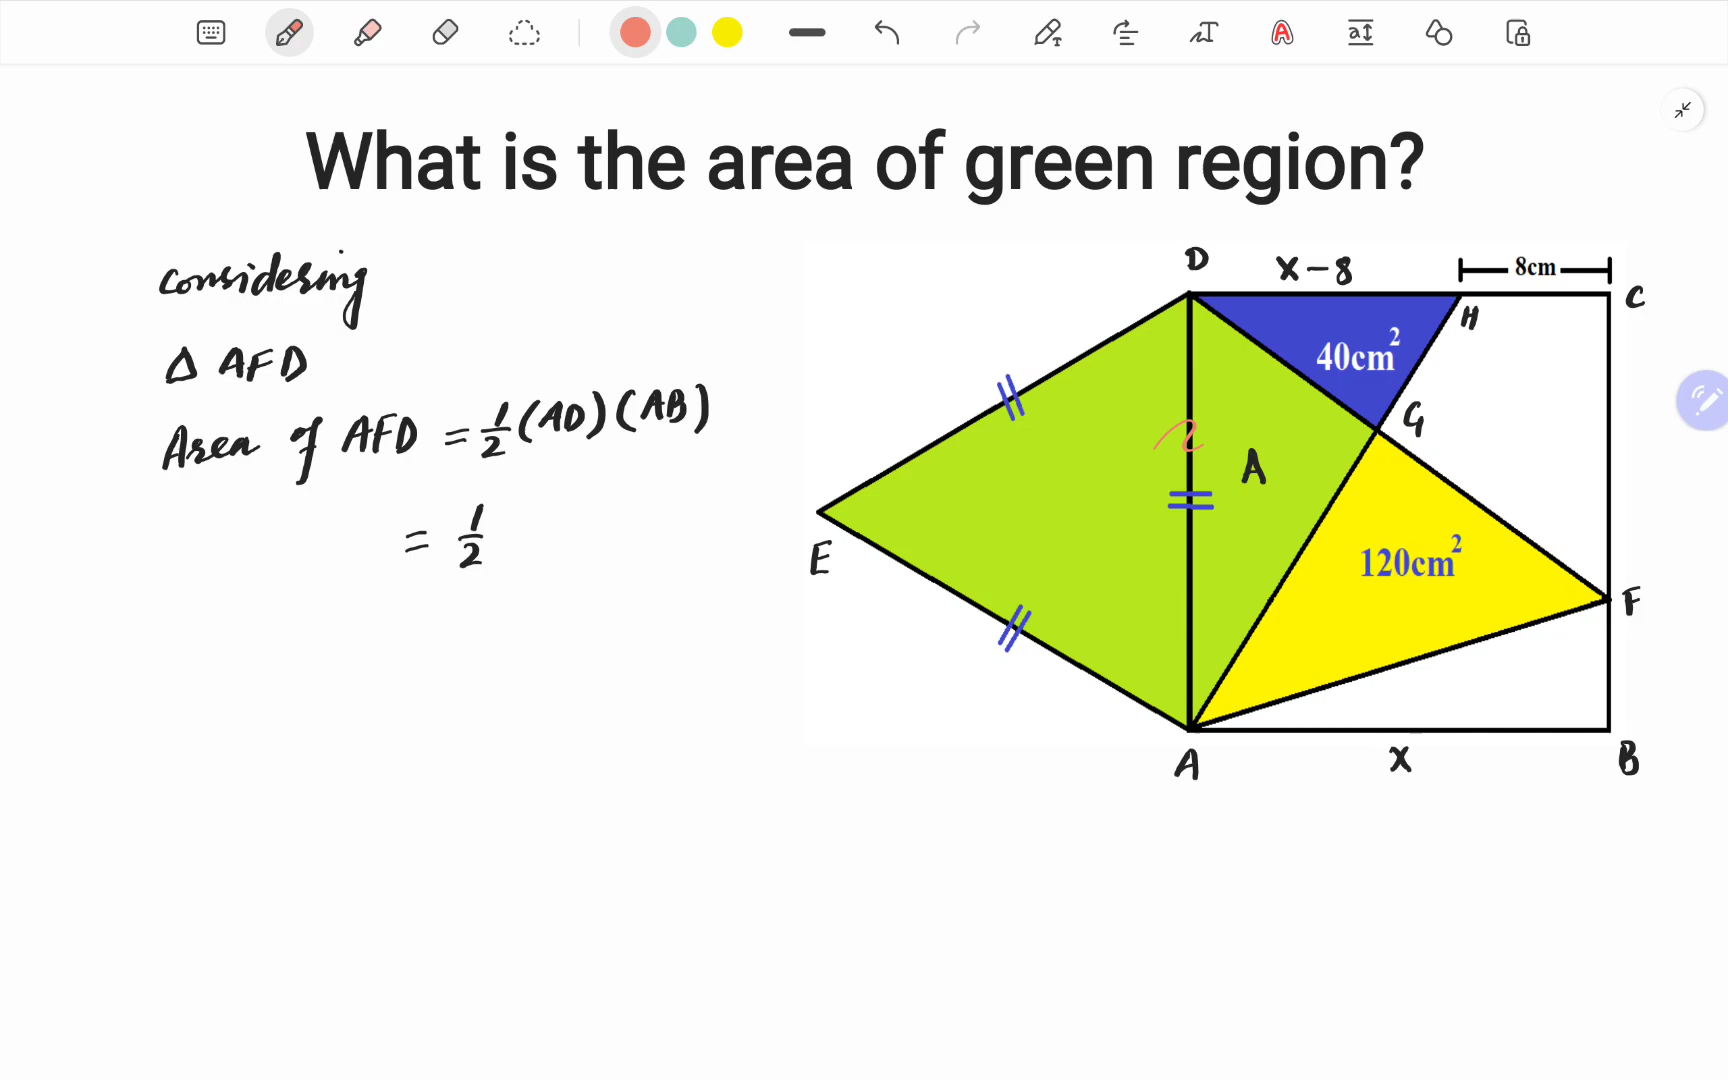 What is the area of green region?
considering
Δ AFD
Area of AFD = 1/2 (AD)(AB)
= 1/2
D
x-8
8cm
C
H
40cm²
G
A
E
120cm²
F
A
x
B